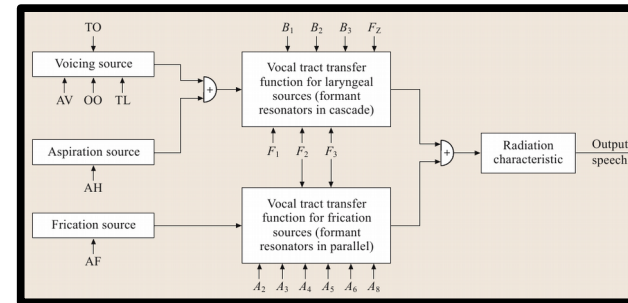 TO
B1 B2 B3 FZ
Voicing source
AV OO TL
+
Vocal tract transfer
function for laryngeal
sources (formant
resonators in cascade)
Aspiration source
AH
F1 F2 F3
+
Radiation
characteristic
Output
speech
Frication source
AF
Vocal tract transfer
function for frication
sources (formant
resonators in parallel)
A2 A3 A4 A5 A6 A8